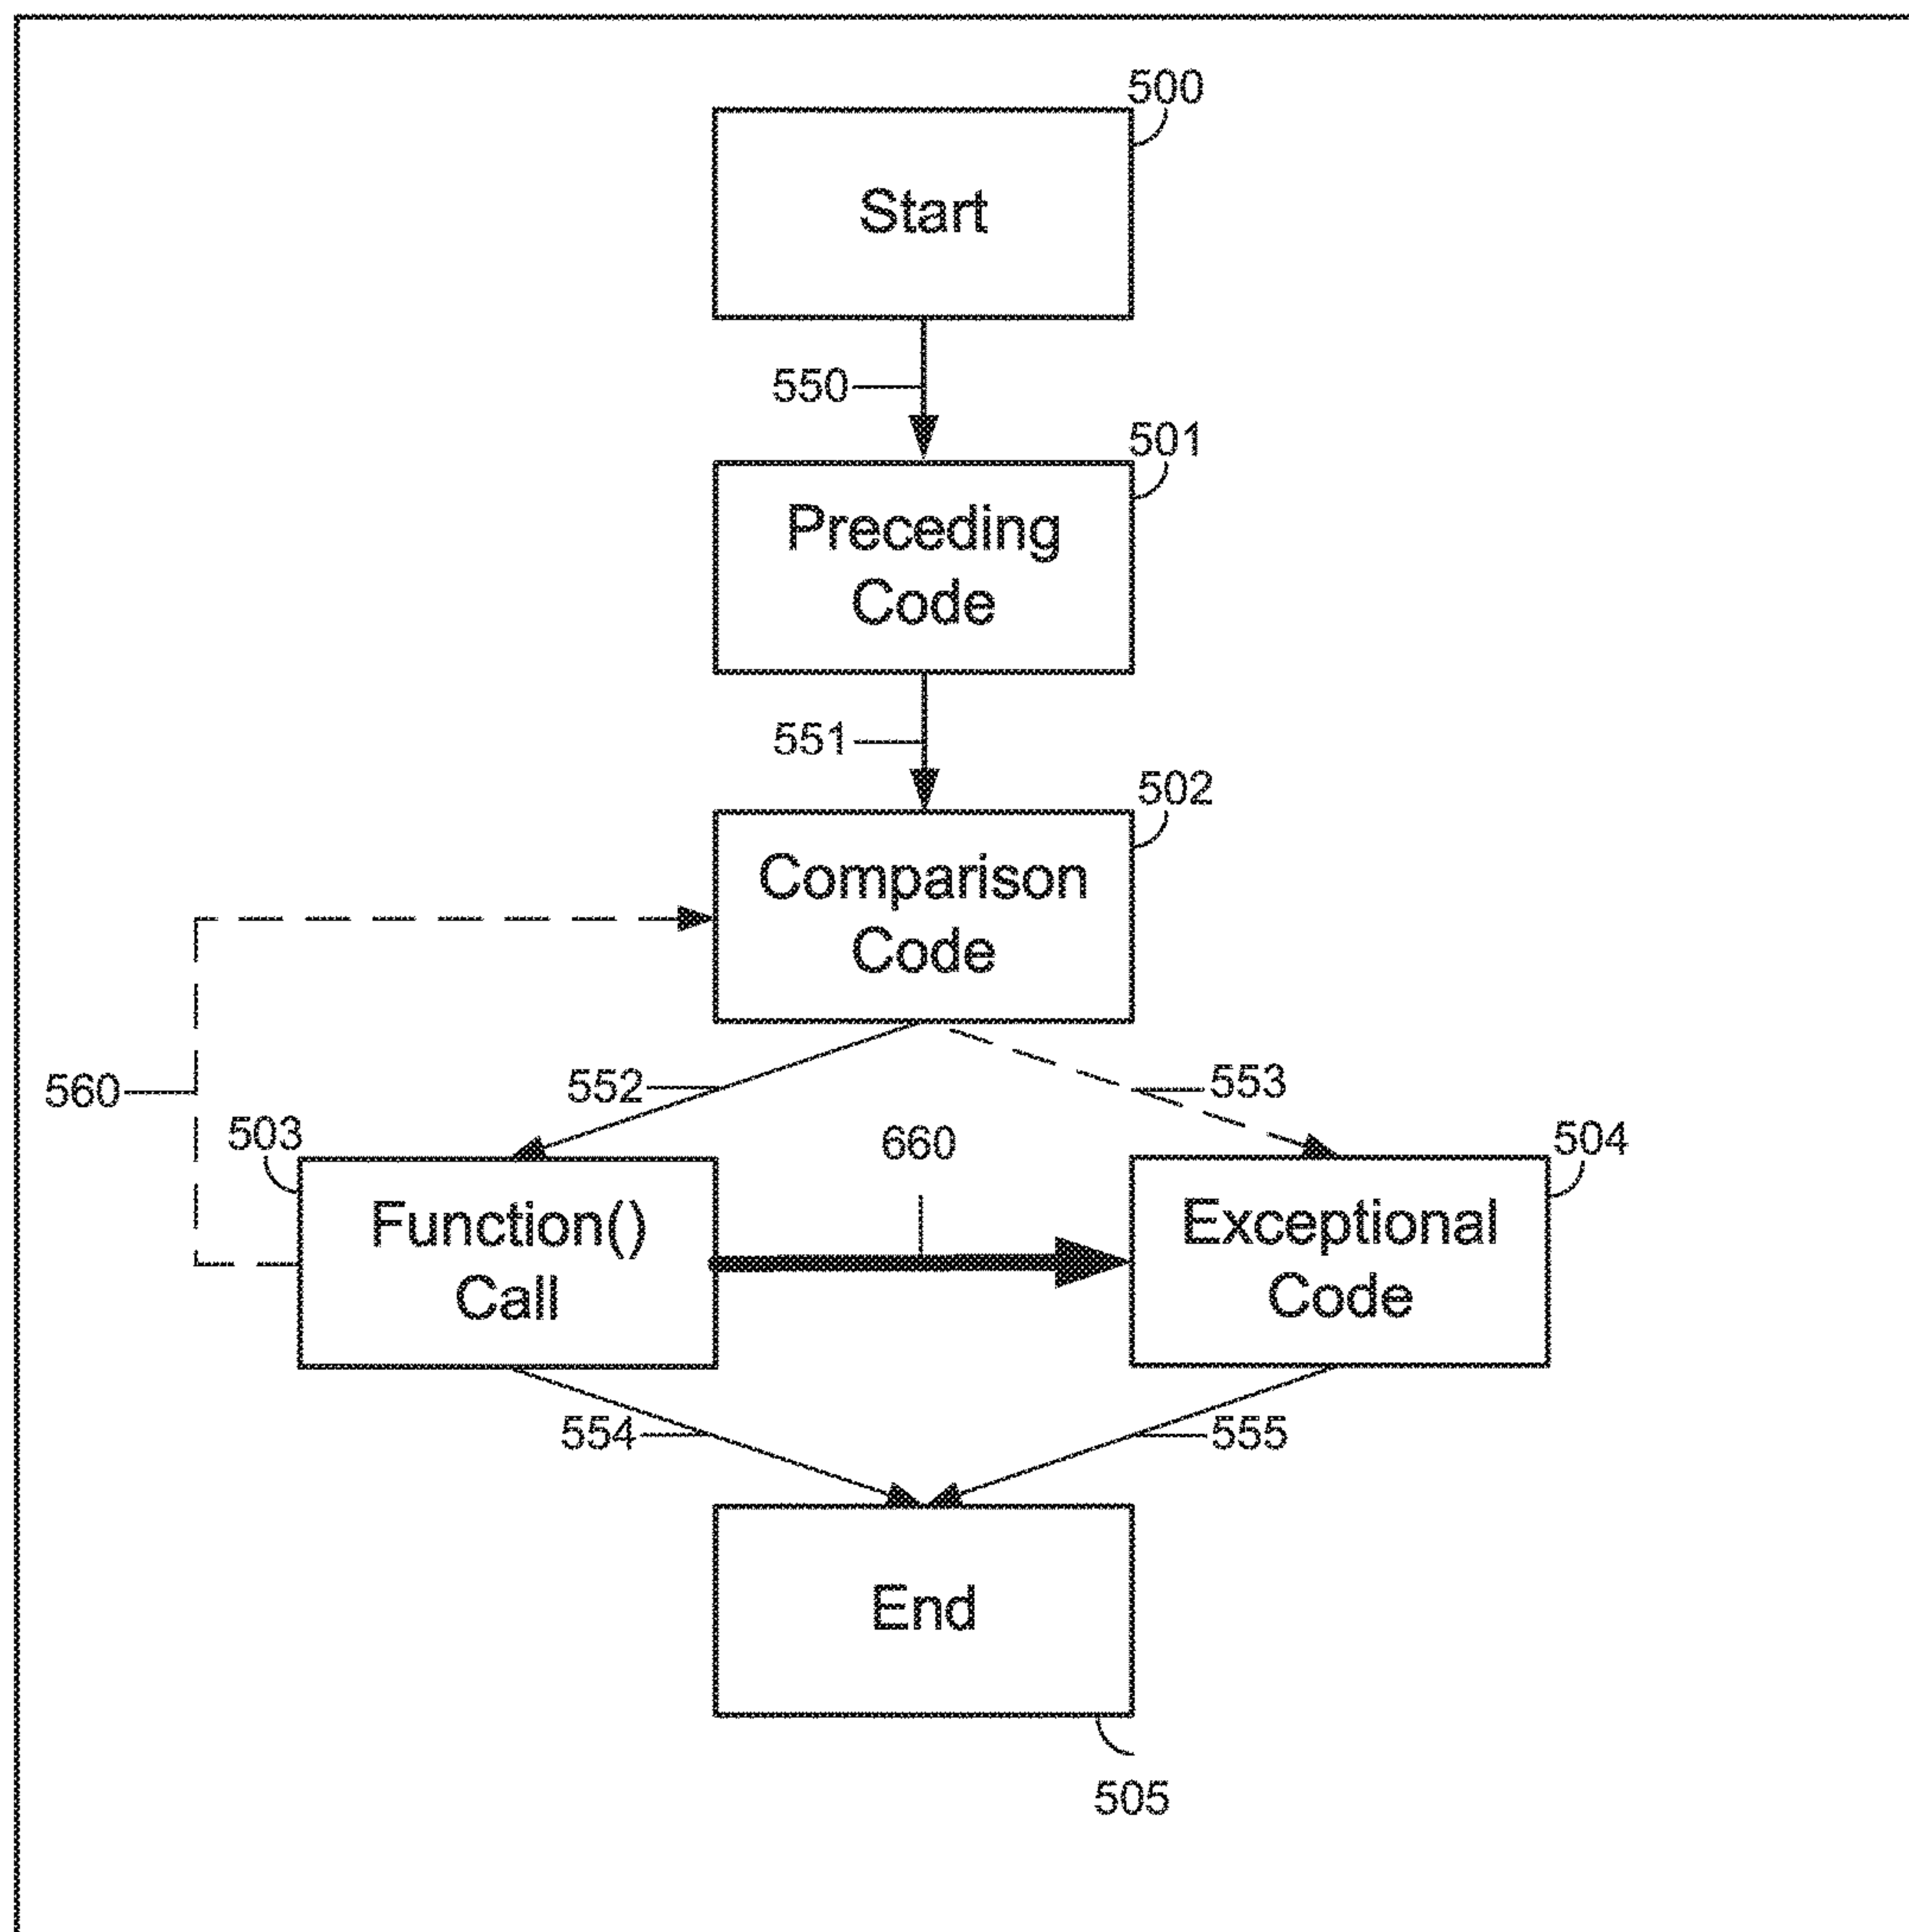 500
Start
550
501
Preceding
Code
551
502
Comparison
Code
560
552
553
503
660
504
Function()
Call
Exceptional
Code
554
555
End
505